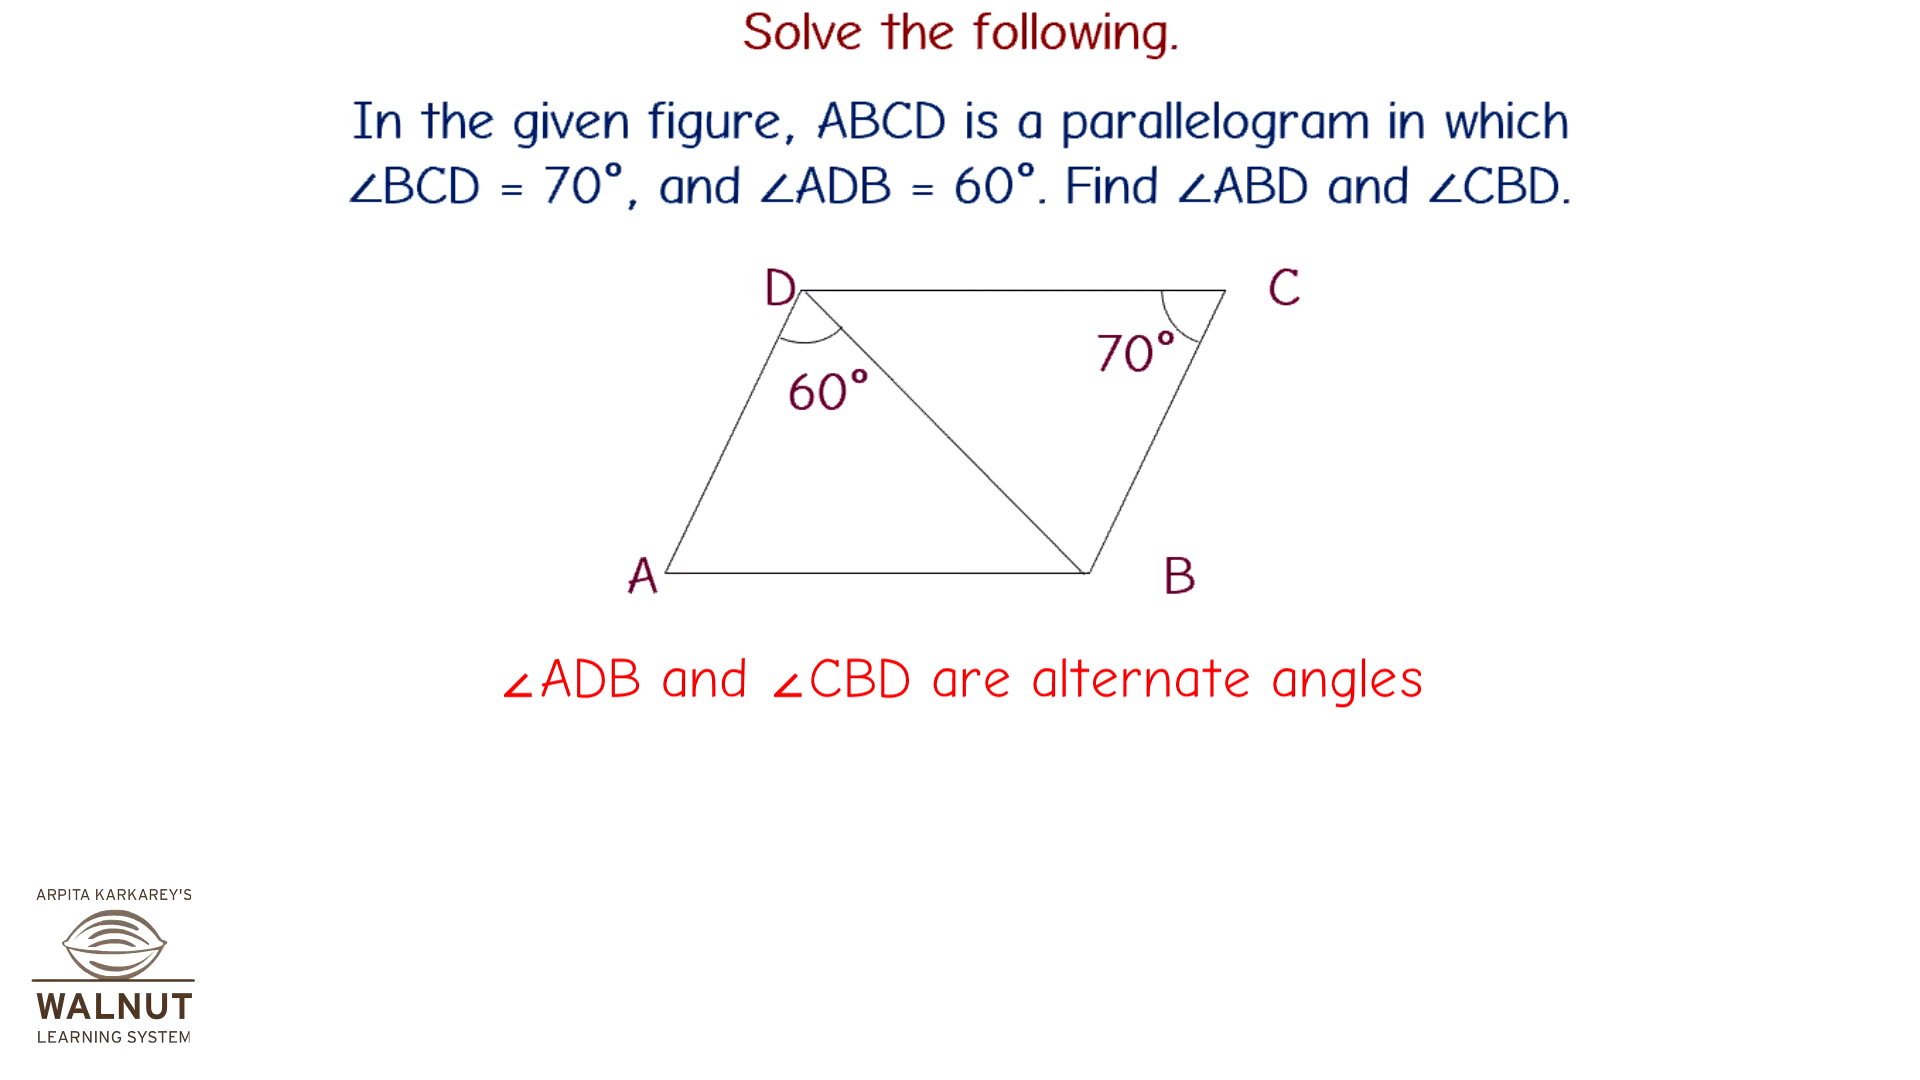 Solve the following.
In the given figure, ABCD is a parallelogram in which
∠BCD = 70°, and ∠ADB = 60°. Find ∠ABD and ∠CBD.
D
C
70°
60°
A
B
∠ADB and ∠CBD are alternate angles
ARPITA KARKAREY'S
WALNUT
LEARNING SYSTEM